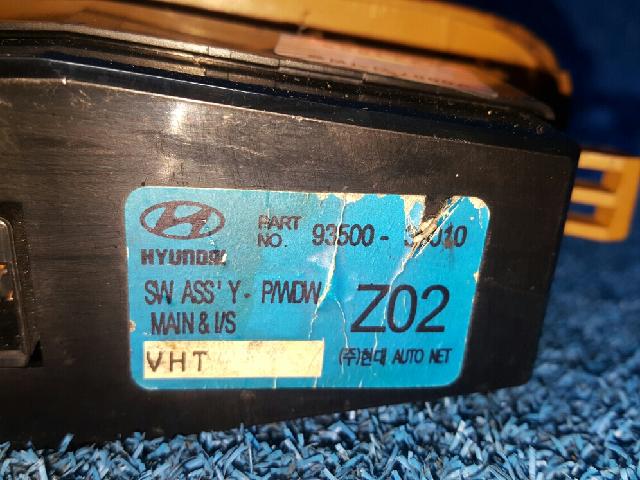 PART NO. 93500-
HYUNDAI
SW ASS'Y - P/WDW
MAIN & I/S
Z02
VHT
(주)현대 AUTO NET